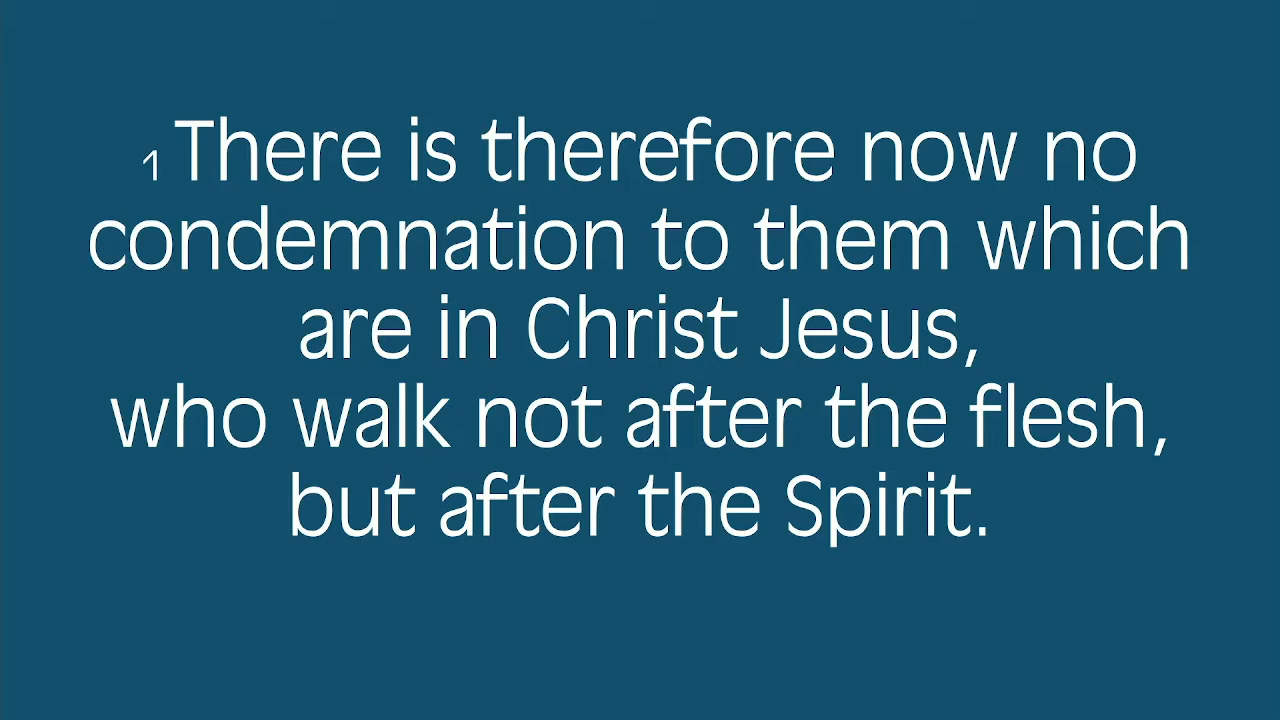 1 There is therefore now no
condemnation to them which
are in Christ Jesus,
who walk not after the flesh,
but after the Spirit.